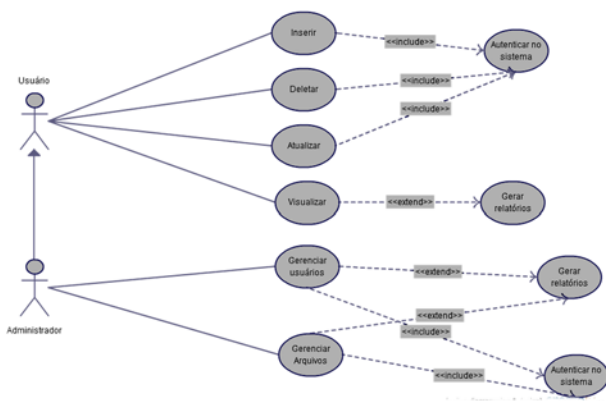 Usuário
Inserir
<<include>>
Autenticar no
sistema
Deletar
<<include>>
<<include>>
Atualizar
Visualizar
<<extend>>
Gerar
relatórios
Administrador
Gerenciar
usuários
<<extend>>
Gerar
relatórios
<<extend>>
<<include>>
Gerenciar
Arquivos
<<include>>
Autenticar no
sistema